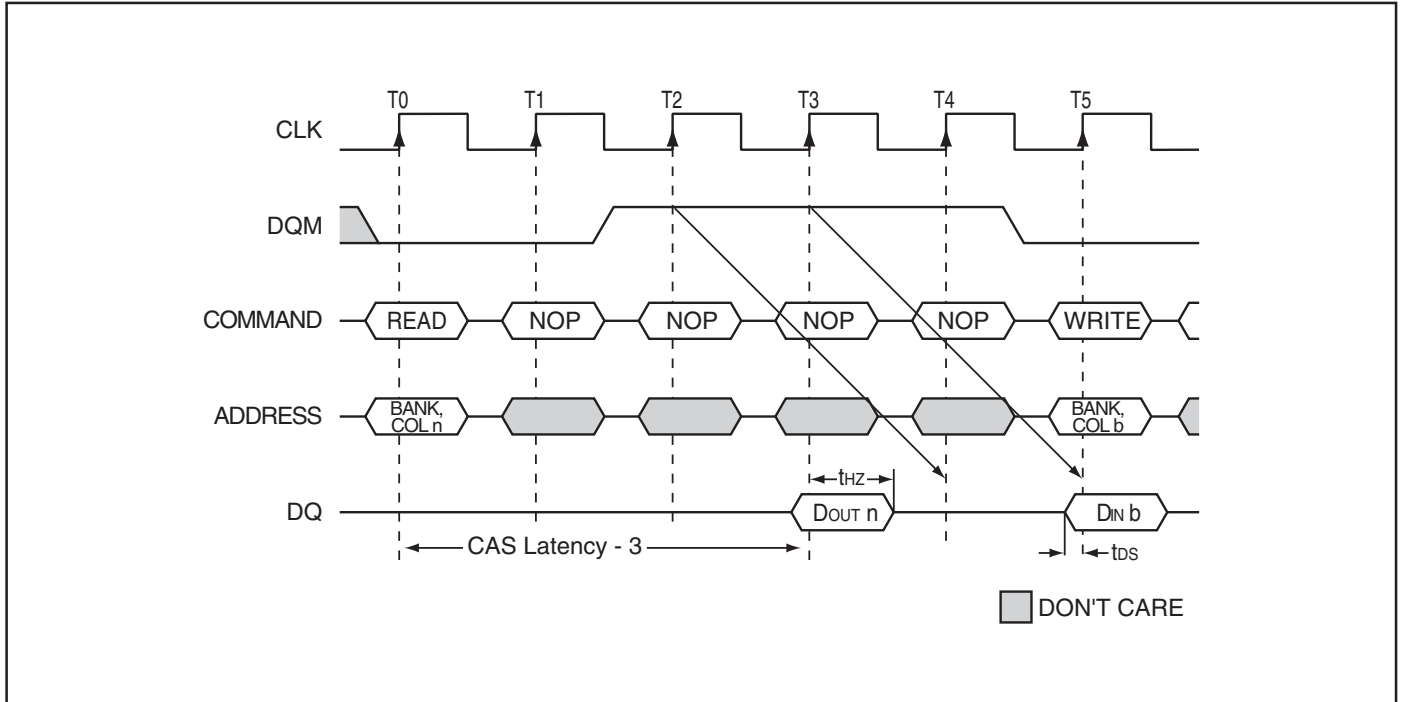 T0 T1 T2 T3 T4 T5
CLK
DQM
COMMAND READ NOP NOP NOP NOP WRITE
ADDRESS BANK, COL n BANK, COL b
tHZ
DQ DOUT n DIN b
CAS Latency - 3 tDS
DON'T CARE